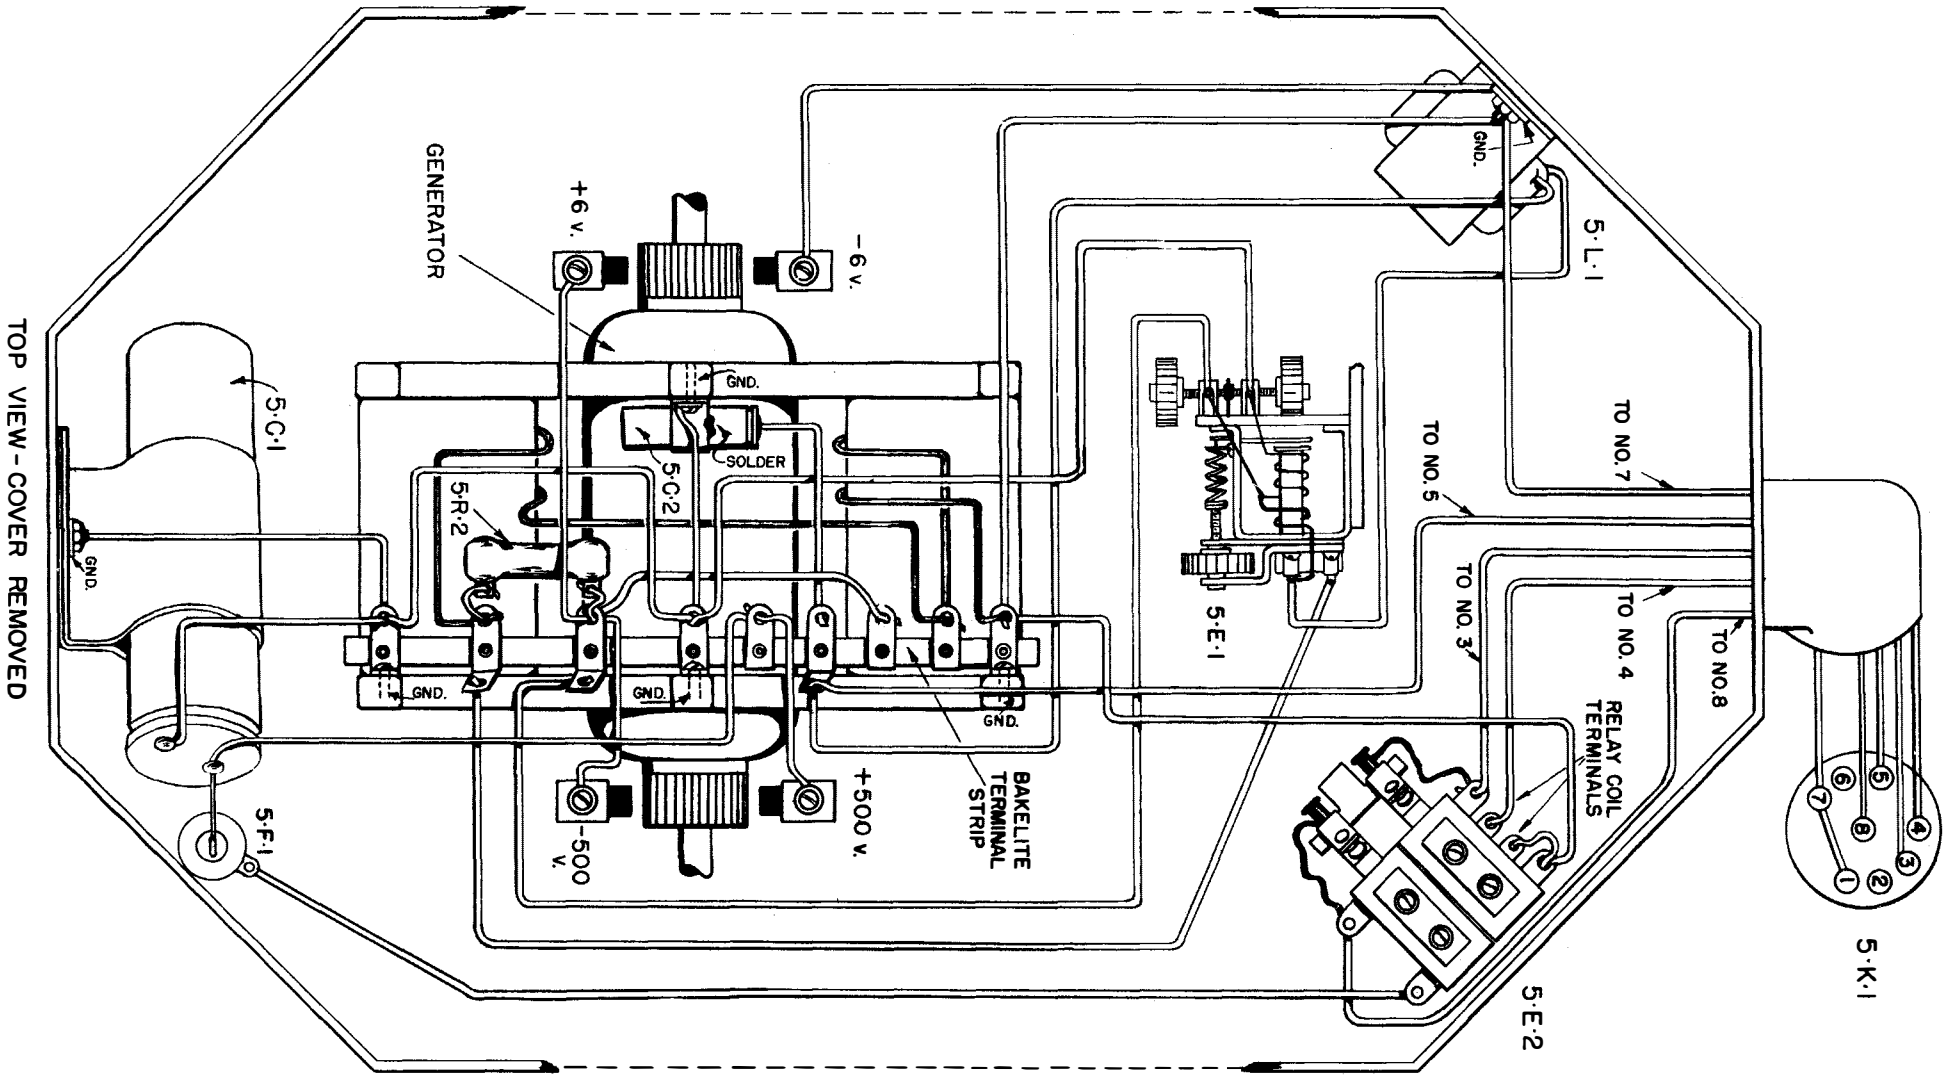 TOP VIEW-COVER REMOVED
GENERATOR
+6 v.
-6 v.
5·L·1
GND.
GND.
5·C·1
5·C·2
SOLDER
5·R·2
GND.
GND.
GND.
GND.
5·E·1
TO NO. 7
TO NO. 5
TO NO. 3
TO NO. 4
TO NO. 8
RELAY COIL
TERMINALS
BAKELITE
TERMINAL
STRIP
+500 v.
-500
v.
5·F·1
5·E·2
5·K·1
1
2
3
4
5
6
7
8